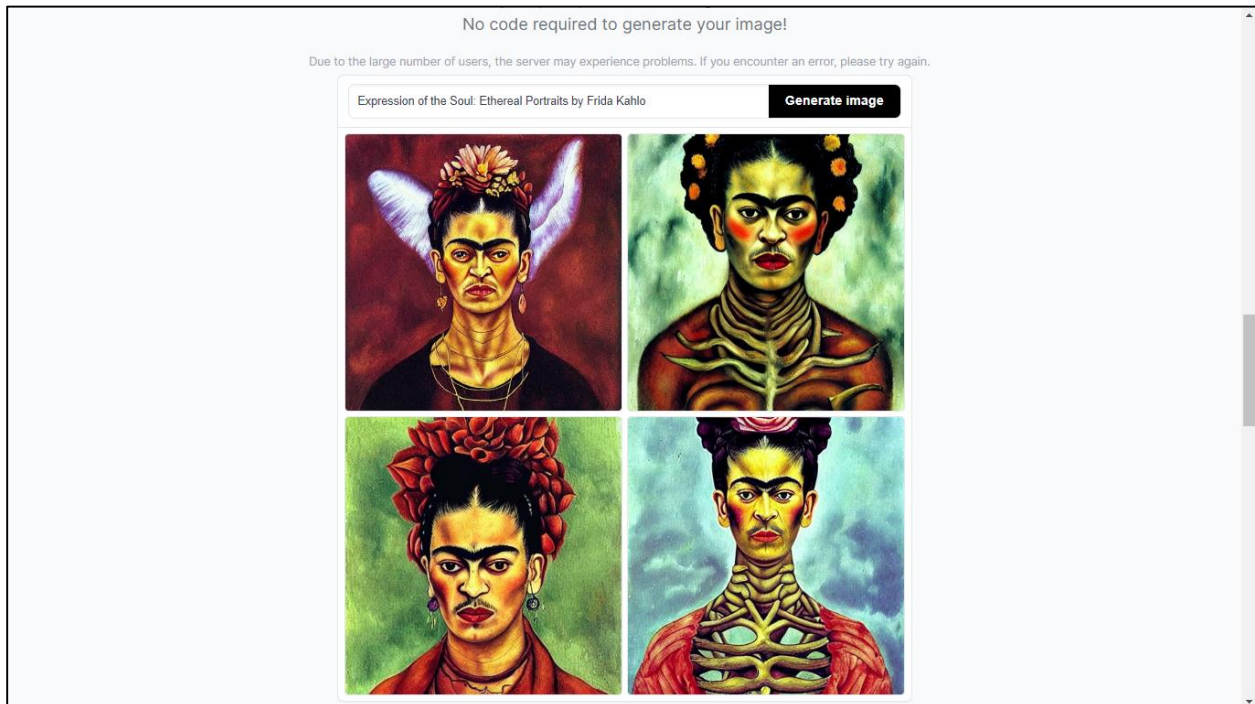 No code required to generate your image!
Due to the large number of users, the server may experience problems. If you encounter an error, please try again.
Expression of the Soul: Ethereal Portraits by Frida Kahlo
Generate image